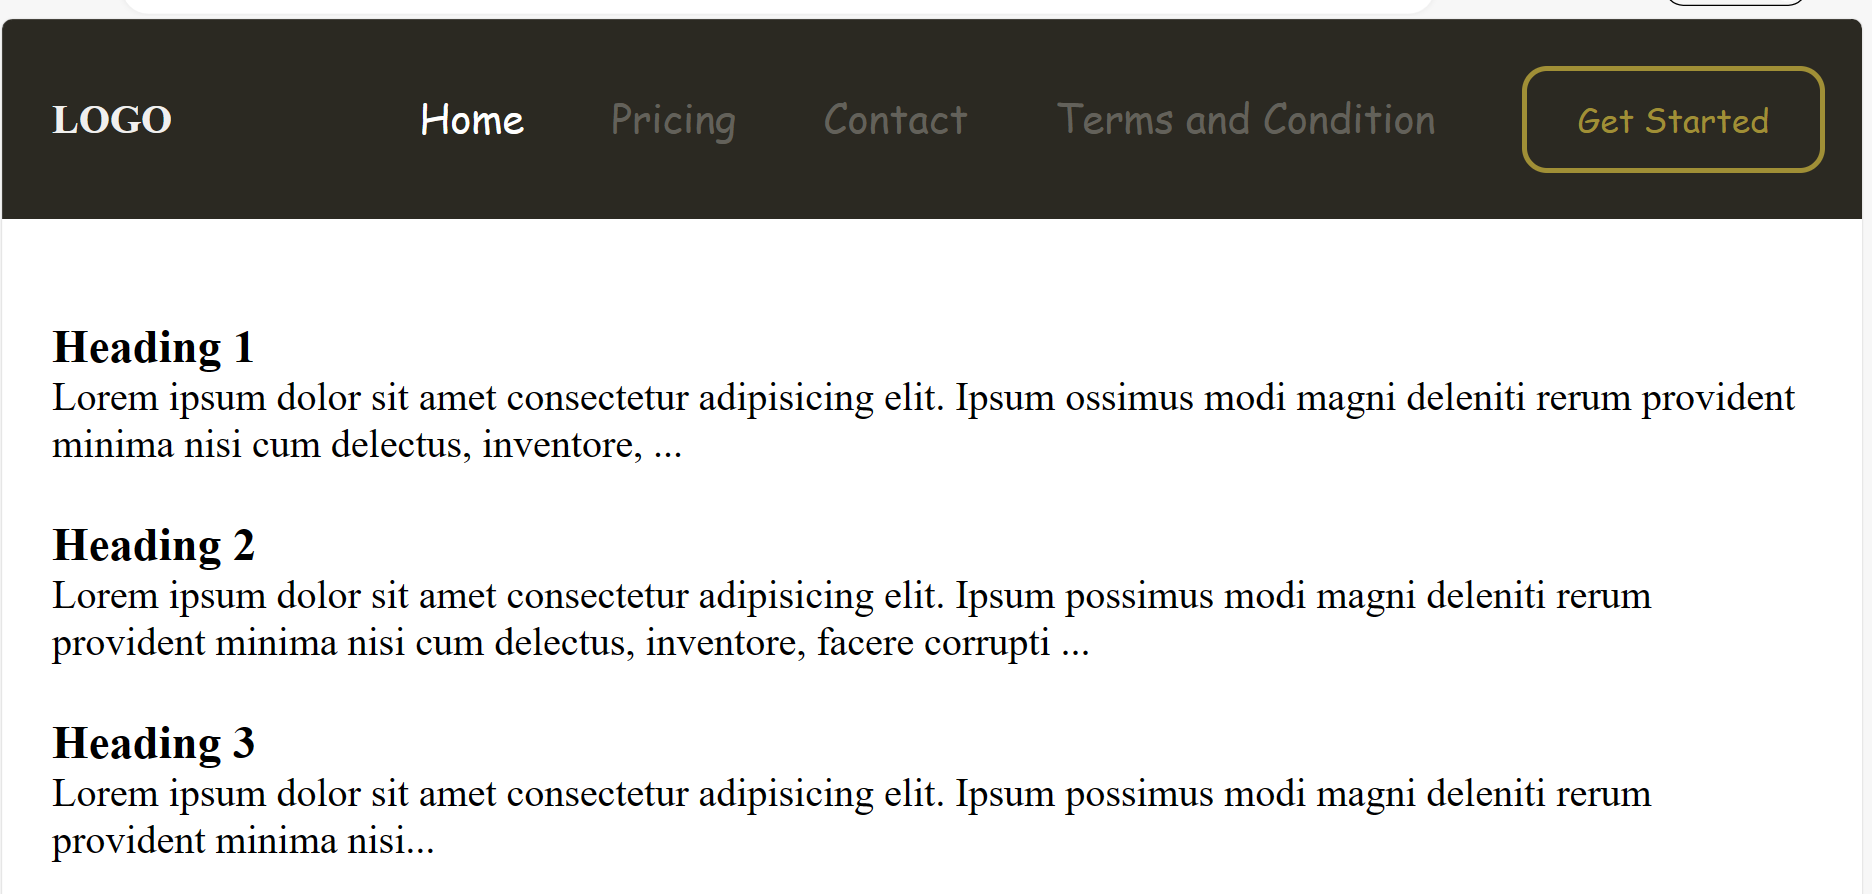 LOGO Home Pricing Contact Terms and Condition Get Started
Heading 1
Lorem ipsum dolor sit amet consectetur adipisicing elit. Ipsum ossimus modi magni deleniti rerum provident
minima nisi cum delectus, inventore, ...
Heading 2
Lorem ipsum dolor sit amet consectetur adipisicing elit. Ipsum possimus modi magni deleniti rerum
provident minima nisi cum delectus, inventore, facere corrupti ...
Heading 3
Lorem ipsum dolor sit amet consectetur adipisicing elit. Ipsum possimus modi magni deleniti rerum
provident minima nisi...